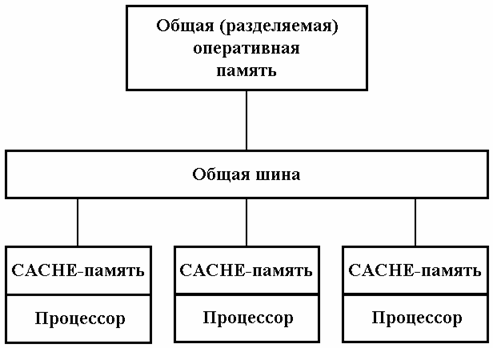 Общая (разделяемая)
оперативная
память
Общая шина
CACHE-память
CACHE-память
CACHE-память
Процессор
Процессор
Процессор